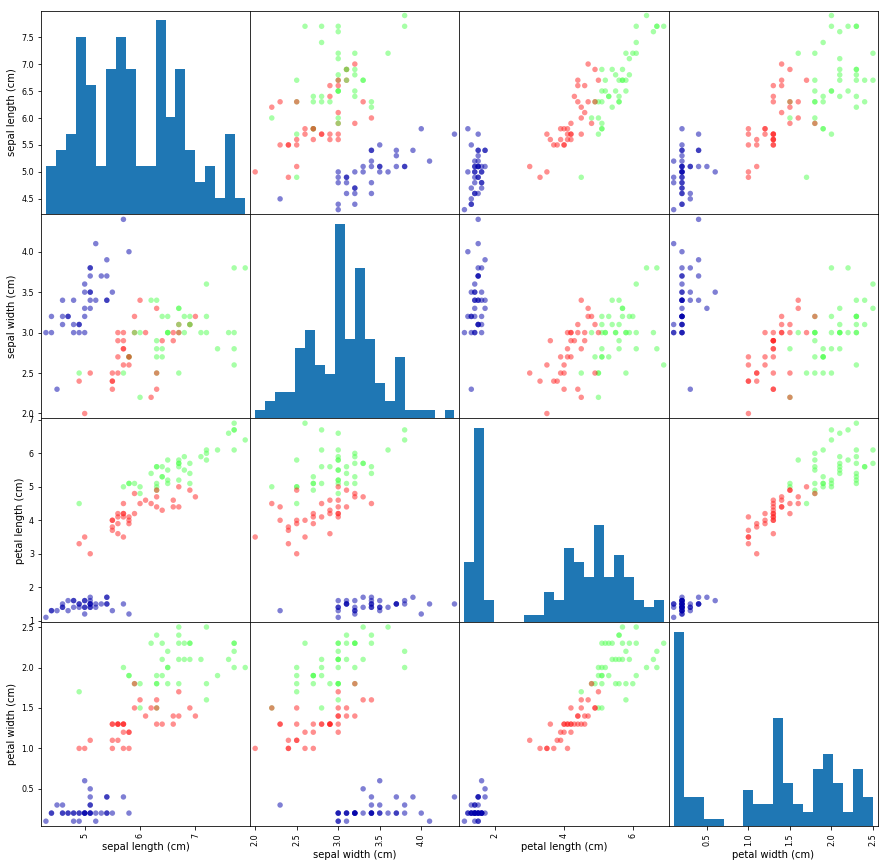 sepal length (cm)
7.5
7.0
6.5
6.0
5.5
5.0
4.5
sepal width (cm)
4.0
3.5
3.0
2.5
2.0
petal length (cm)
7
6
5
4
3
2
1
petal width (cm)
2.5
2.0
1.5
1.0
0.5
5 6 7
sepal length (cm)
2.0 2.5 3.0 3.5 4.0
sepal width (cm)
2 4 6
petal length (cm)
0.5 1.0 1.5 2.0 2.5
petal width (cm)